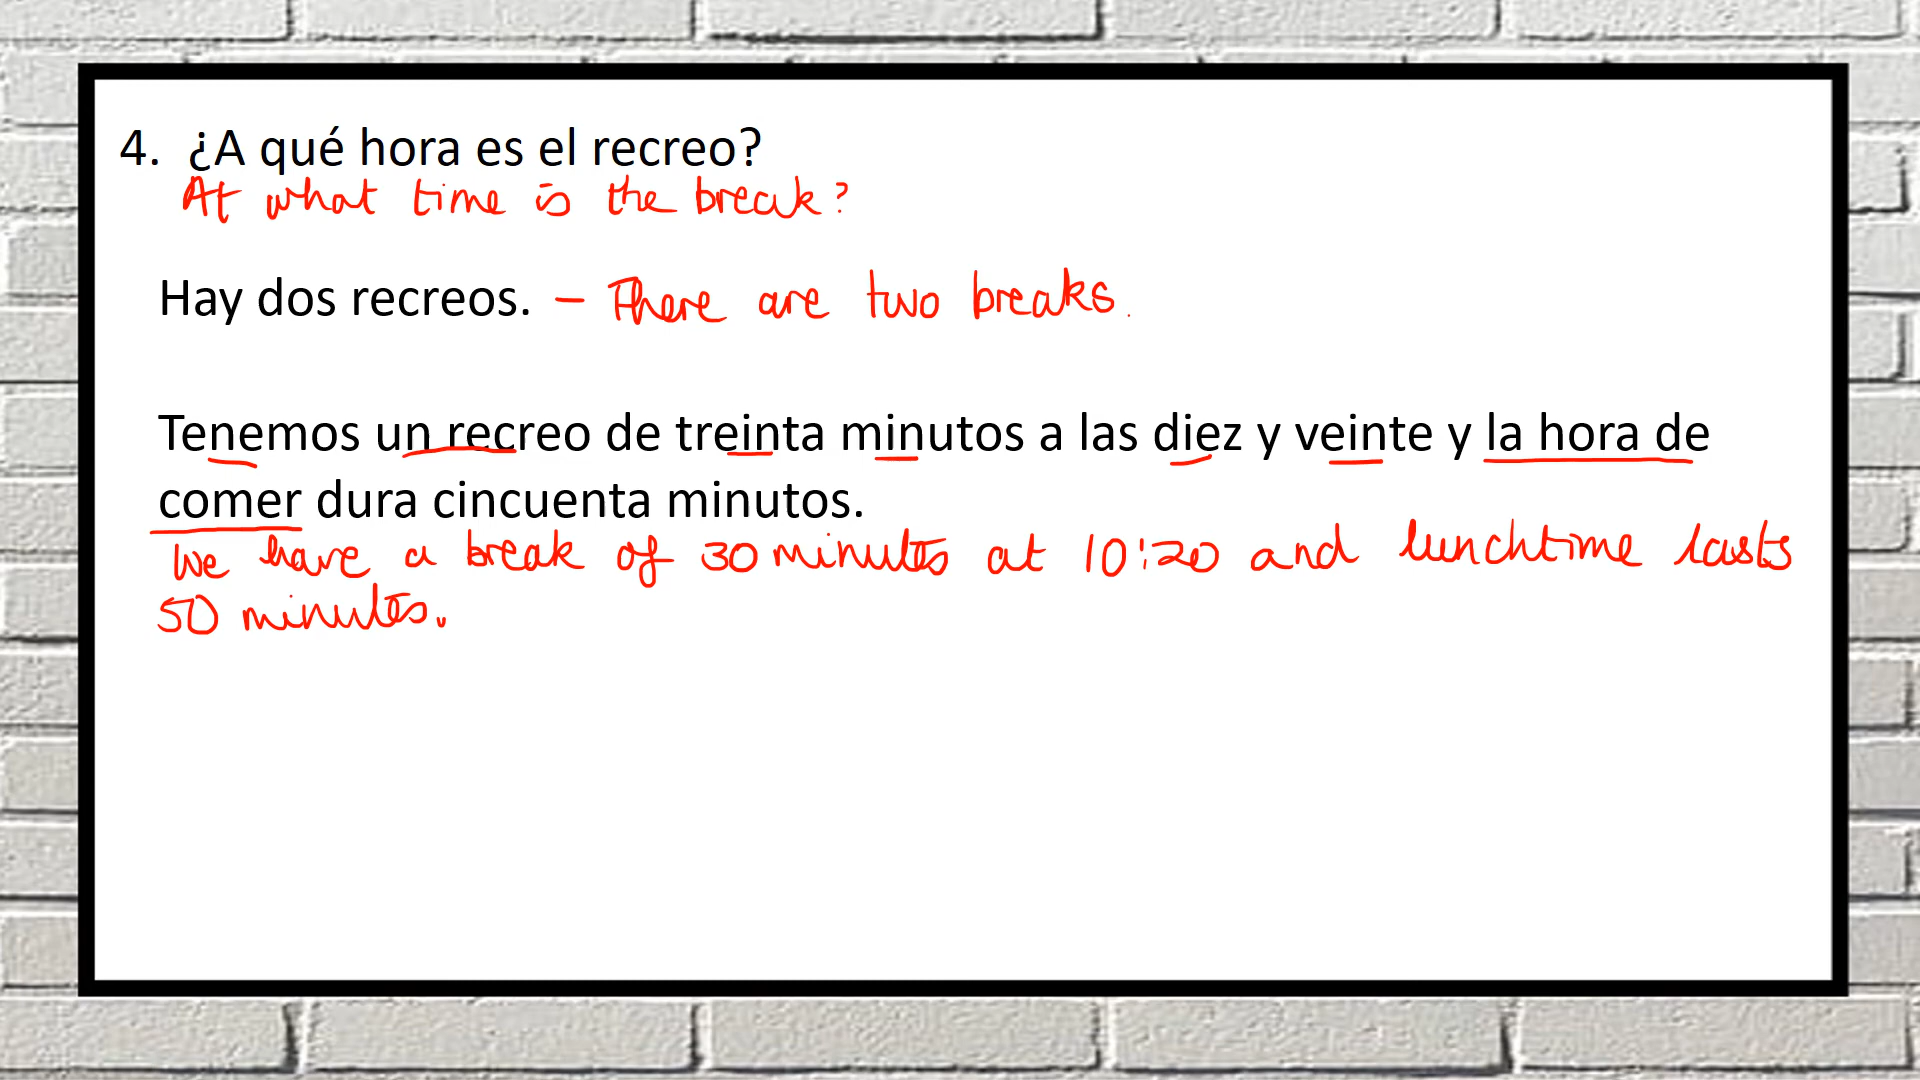 4. ¿A qué hora es el recreo?
At what time is the break?
Hay dos recreos. - There are two breaks.
Tenemos un recreo de treinta minutos a las diez y veinte y la hora de
comer dura cincuenta minutos.
We have a break of 30 minutes at 10:20 and lunchtime lasts
50 minutes.